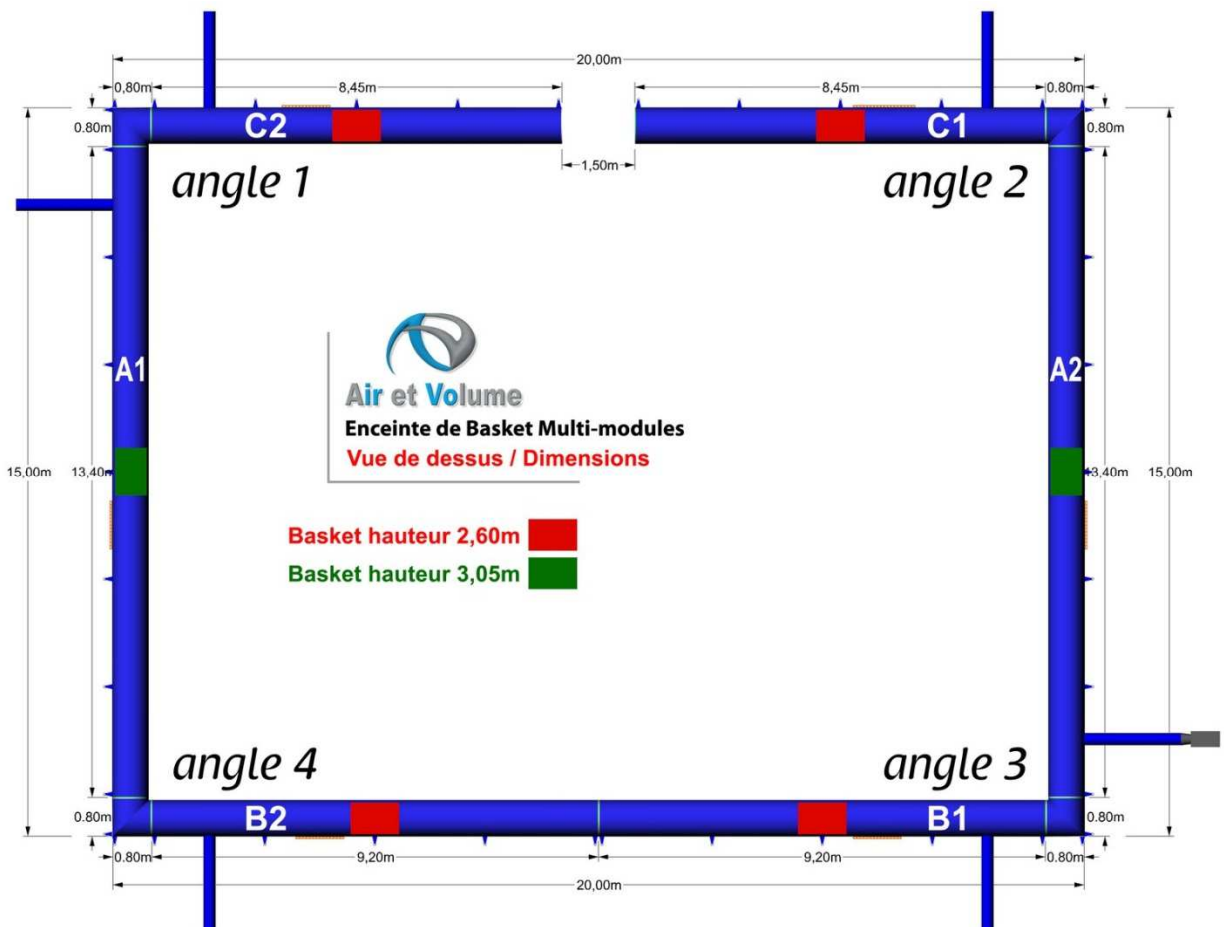 20,00m
0,80m
8,45m
8,45m
0.80m
0.80m
C2
C1
0.80m
1,50m
angle 1
angle 2
A1
A2
Air et Volume
Enceinte de Basket Multi-modules
Vue de dessus / Dimensions
15,00m
13,40m
13,40m
15,00m
Basket hauteur 2,60m
Basket hauteur 3,05m
angle 4
angle 3
0.80m
B2
B1
0.80m
0.80m
9,20m
9,20m
0.80m
20,00m